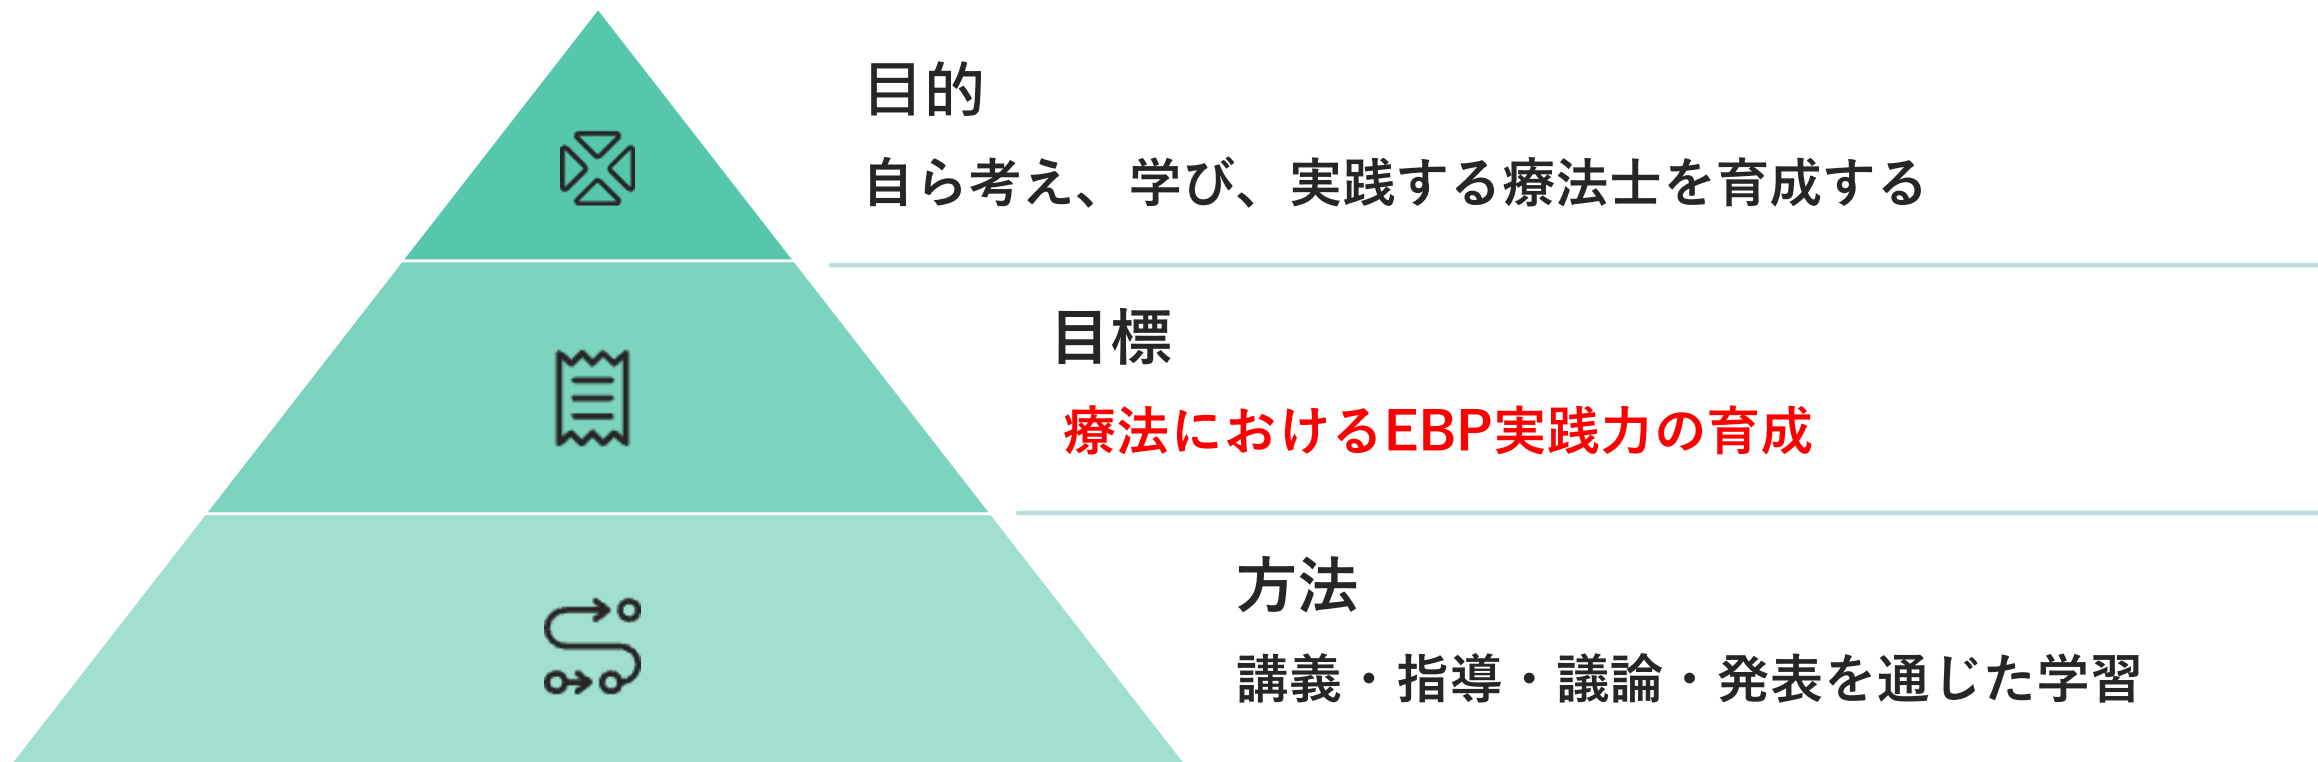 目的
自ら考え、学び、実践する療法士を育成する
目標
療法におけるEBP実践力の育成
方法
講義・指導・議論・発表を通じた学習